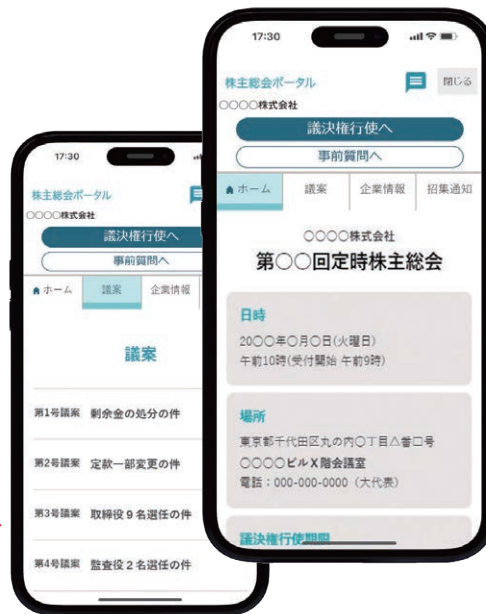 17:30
株主総会ポータル
閉じる
○○○○株式会社
議決権行使へ
事前質問へ
ホーム 議案 企業情報 招集通知
○○○○株式会社
第○○回定時株主総会
日時
20○○年○月○日(火曜日)
午前10時(受付開始 午前9時)
場所
東京都千代田区丸の内○丁目△番□号
○○○○ビルX階会議室
電話：000-000-0000（大代表）
議決権行使期限
17:30
株主総会ポータル
○○○○株式会社
議決権行使へ
事前質問へ
ホーム 議案 企業情報
議案
第1号議案 剰余金の処分の件
第2号議案 定款一部変更の件
第3号議案 取締役９名選任の件
第4号議案 監査役２名選任の件